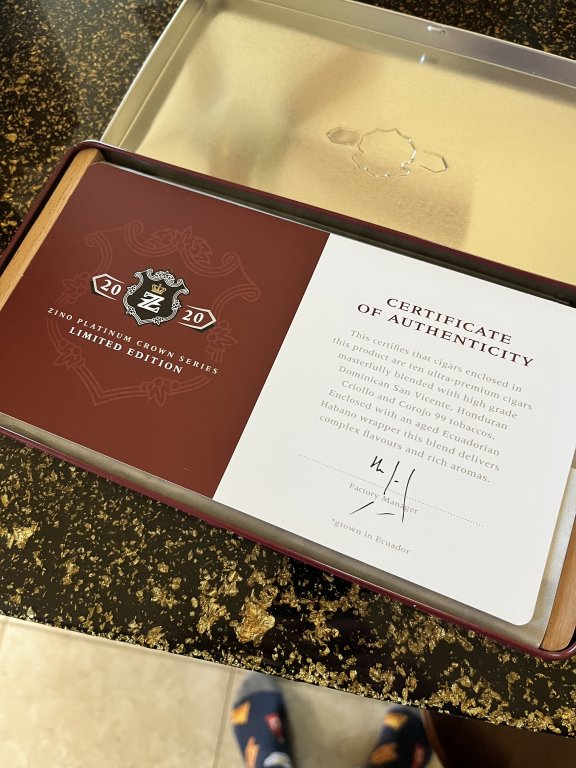 20 20
ZZ
ZINO PLATINUM CROWN SERIES
LIMITED EDITION
CERTIFICATE
OF AUTHENTICITY
This certifies that cigars enclosed in
this product are ten ultra-premium cigars
masterfully blended with high grade
Dominican San Vicente, Honduran
Criollo and Corojo 99 tobaccos.
Enclosed with an aged Ecuadorian
Habano wrapper this blend delivers
complex flavours and rich aromas.
Factory Manager
*grown in Ecuador